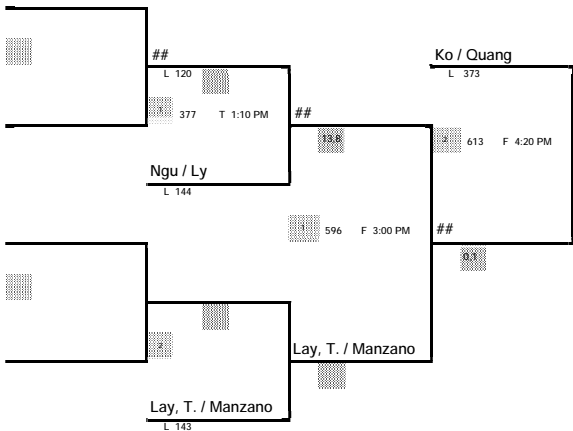 ##
Ko / Quang
L 120
L 373
1 377 T 1:10 PM
##
13,8
2 613 F 4:20 PM
Ngu / Ly
L 144
1 596 F 3:00 PM
##
0,1
2
Lay, T. / Manzano
Lay, T. / Manzano
L 143